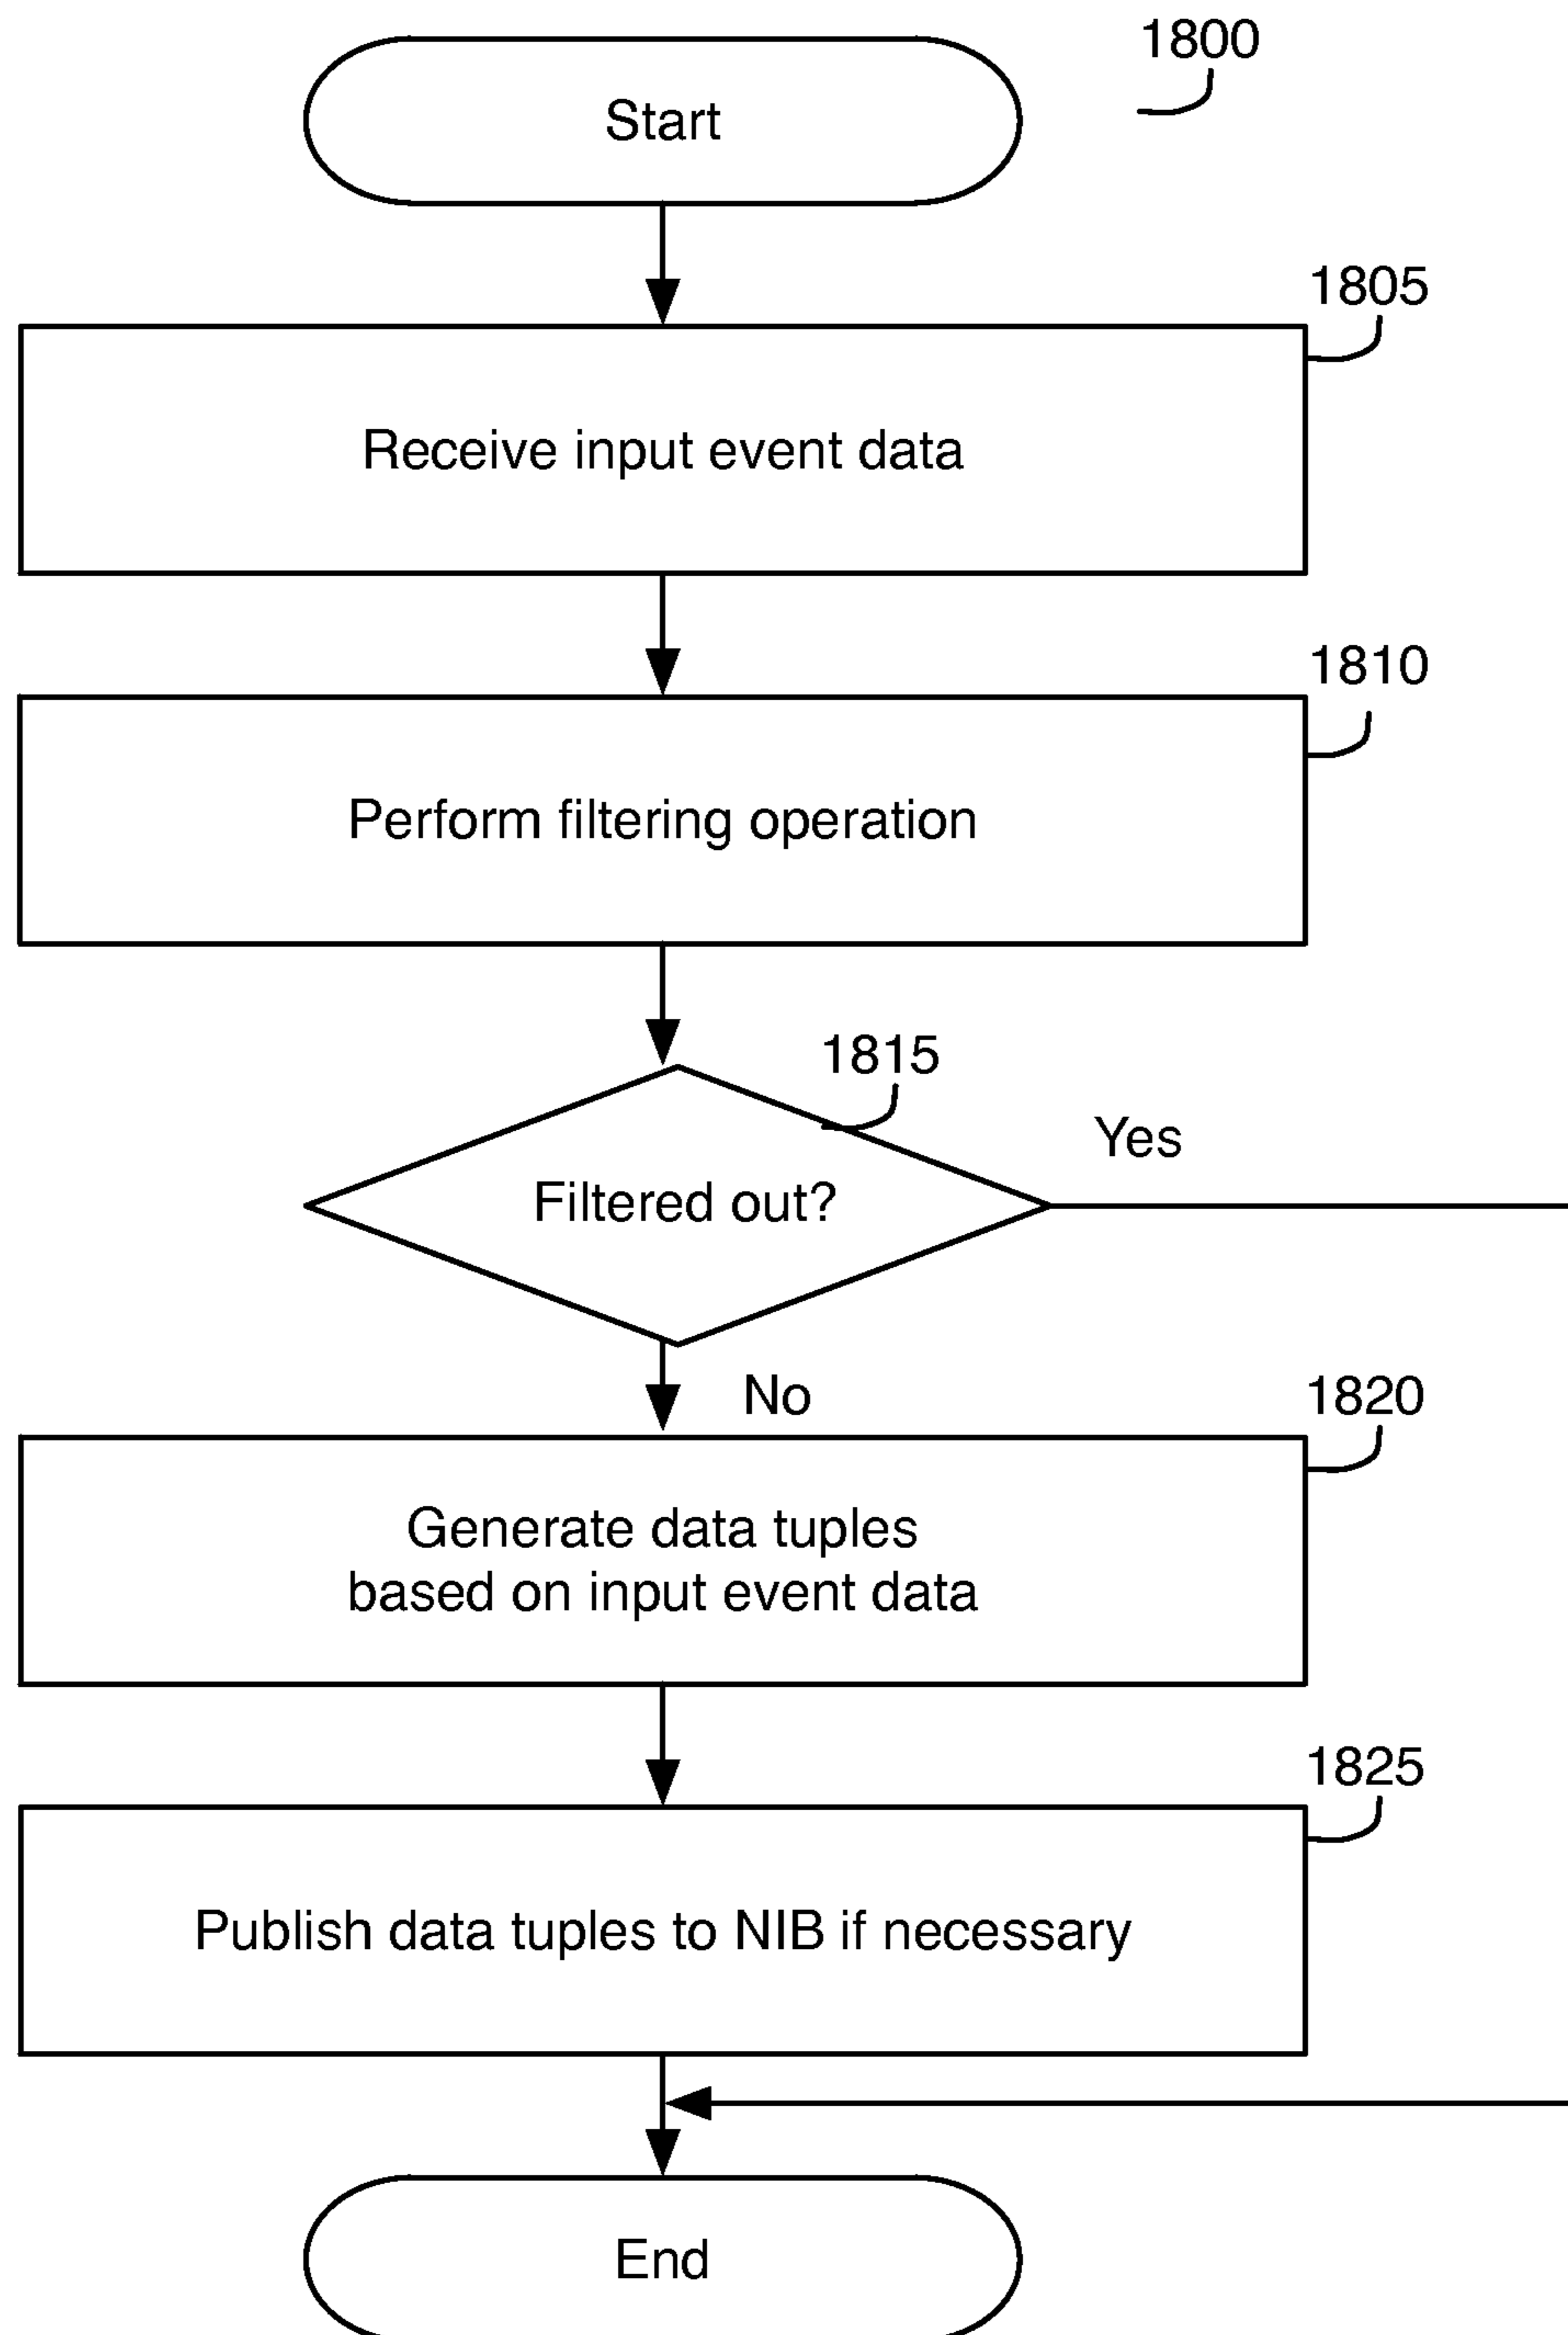 1800
Start
1805
Receive input event data
1810
Perform filtering operation
1815
Yes
Filtered out?
No
1820
Generate data tuples
based on input event data
1825
Publish data tuples to NIB if necessary
End